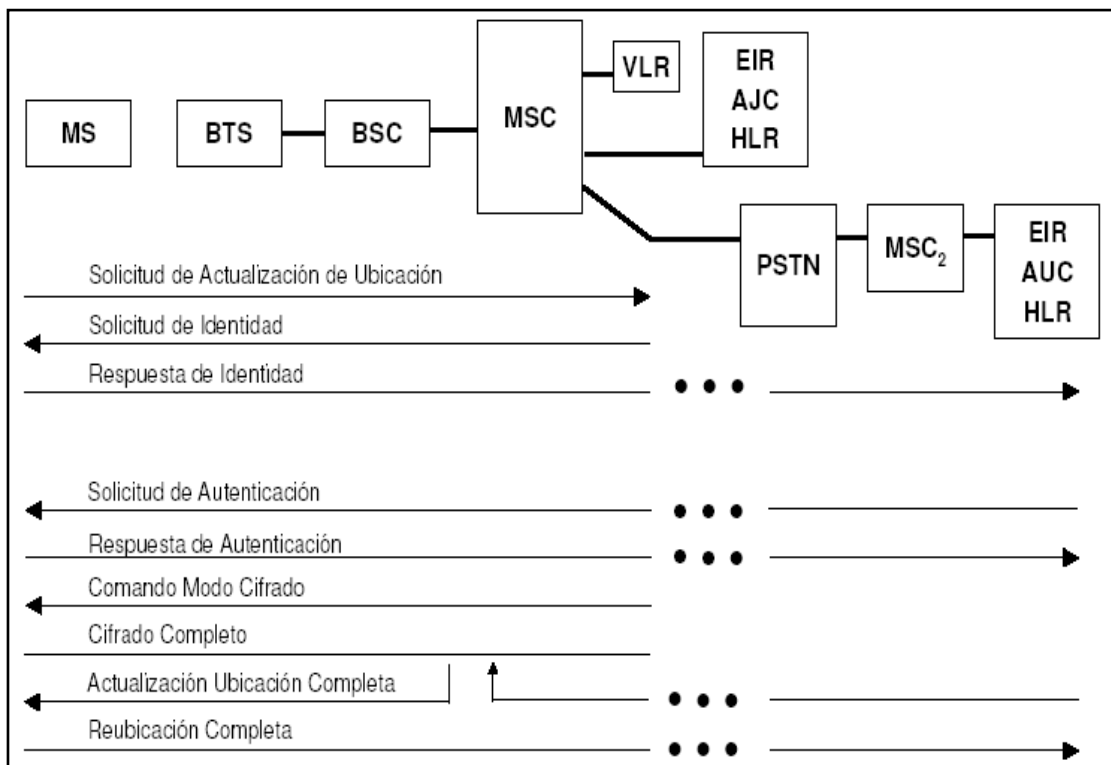 MS
BTS
BSC
MSC
VLR
EIR
AJC
HLR
PSTN
MSC2
EIR
AUC
HLR
Solicitud de Actualización de Ubicación
Solicitud de Identidad
Respuesta de Identidad
Solicitud de Autenticación
Respuesta de Autenticación
Comando Modo Cifrado
Cifrado Completo
Actualización Ubicación Completa
Reubicación Completa